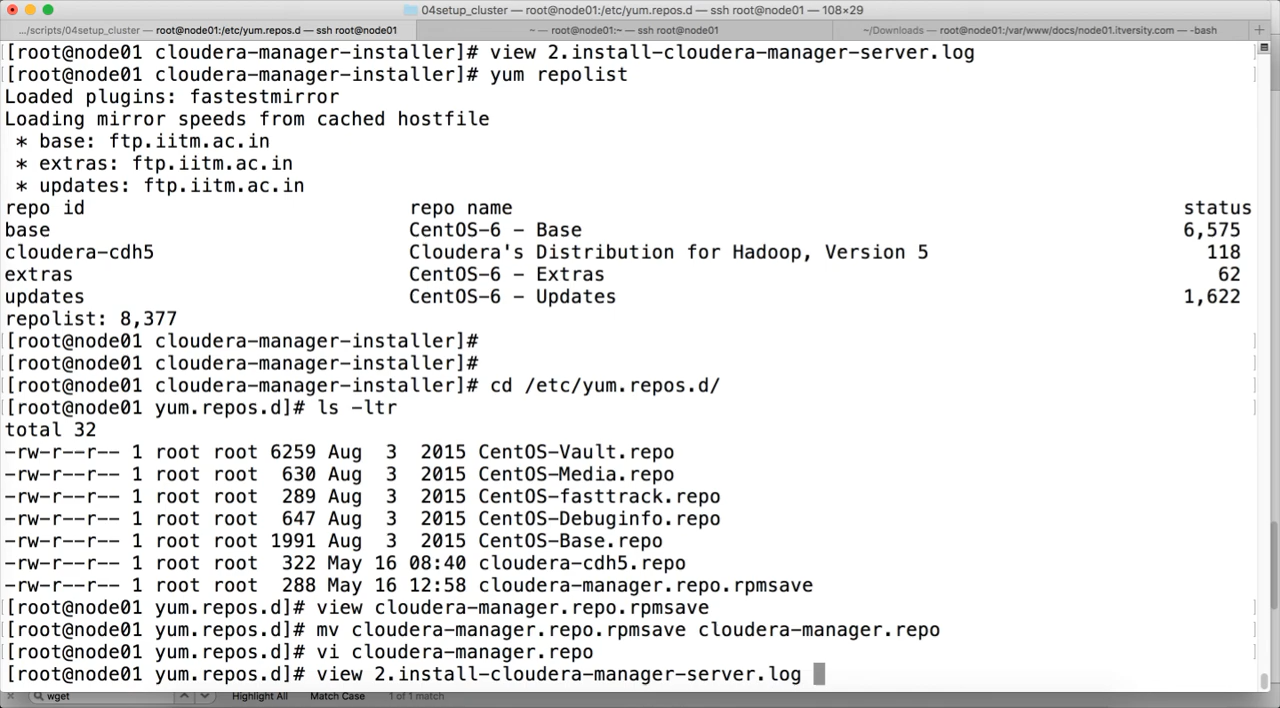 04setup_cluster — root@node01:/etc/yum.repos.d — ssh root@node01 — 108×29
.../scripts/04setup_cluster — root@node01:/etc/yum.repos.d — ssh root@node01
~ — root@node01:~ — ssh root@node01
~/Downloads — root@node01:/var/www/docs/node01.itversity.com — -bash
[root@node01 cloudera-manager-installer]# view 2.install-cloudera-manager-server.log
[root@node01 cloudera-manager-installer]# yum repolist
Loaded plugins: fastestmirror
Loading mirror speeds from cached hostfile
 * base: ftp.iitm.ac.in
 * extras: ftp.iitm.ac.in
 * updates: ftp.iitm.ac.in
repo id repo name status
base CentOS-6 - Base 6,575
cloudera-cdh5 Cloudera's Distribution for Hadoop, Version 5 118
extras CentOS-6 - Extras 62
updates CentOS-6 - Updates 1,622
repolist: 8,377
[root@node01 cloudera-manager-installer]#
[root@node01 cloudera-manager-installer]#
[root@node01 cloudera-manager-installer]# cd /etc/yum.repos.d/
[root@node01 yum.repos.d]# ls -ltr
total 32
-rw-r--r-- 1 root root 6259 Aug  3  2015 CentOS-Vault.repo
-rw-r--r-- 1 root root  630 Aug  3  2015 CentOS-Media.repo
-rw-r--r-- 1 root root  289 Aug  3  2015 CentOS-fasttrack.repo
-rw-r--r-- 1 root root  647 Aug  3  2015 CentOS-Debuginfo.repo
-rw-r--r-- 1 root root 1991 Aug  3  2015 CentOS-Base.repo
-rw-r--r-- 1 root root  322 May 16 08:40 cloudera-cdh5.repo
-rw-r--r-- 1 root root  288 May 16 12:58 cloudera-manager.repo.rpmsave
[root@node01 yum.repos.d]# view cloudera-manager.repo.rpmsave
[root@node01 yum.repos.d]# mv cloudera-manager.repo.rpmsave cloudera-manager.repo
[root@node01 yum.repos.d]# vi cloudera-manager.repo
[root@node01 yum.repos.d]# view 2.install-cloudera-manager-server.log
wget Highlight All Match Case 1 of 1 match